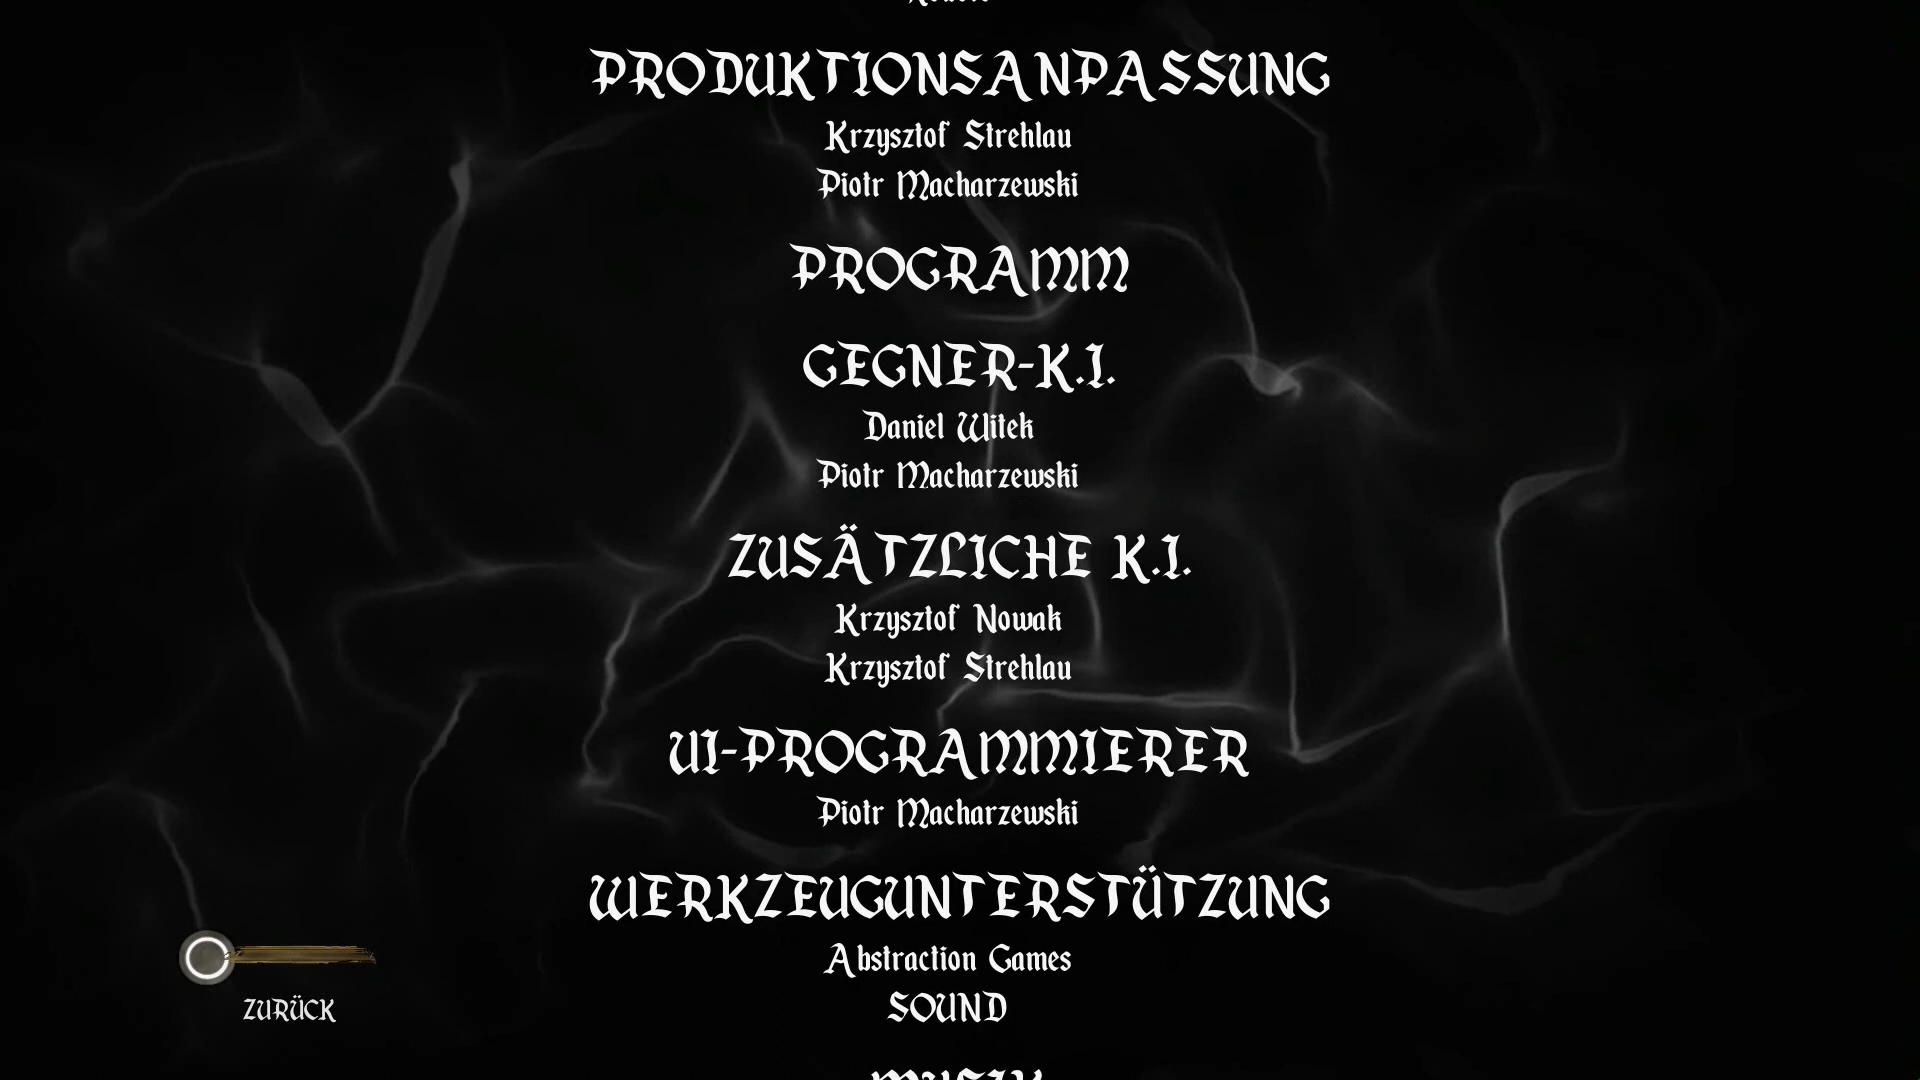 PRODUKTIONSANPASSUNG
Krzysztof Strehlau
Piotr Macharzewski
PROGRAMM
GEGNER-K.I.
Daniel Witek
Piotr Macharzewski
ZUSÄTZLICHE K.I.
Krzysztof Nowak
Krzysztof Strehlau
UI-PROGRAMMIERER
Piotr Macharzewski
WERKZEUGUNTERSTÜTZUNG
Abstraction Games
SOUND
ZURÜCK
MUSIK